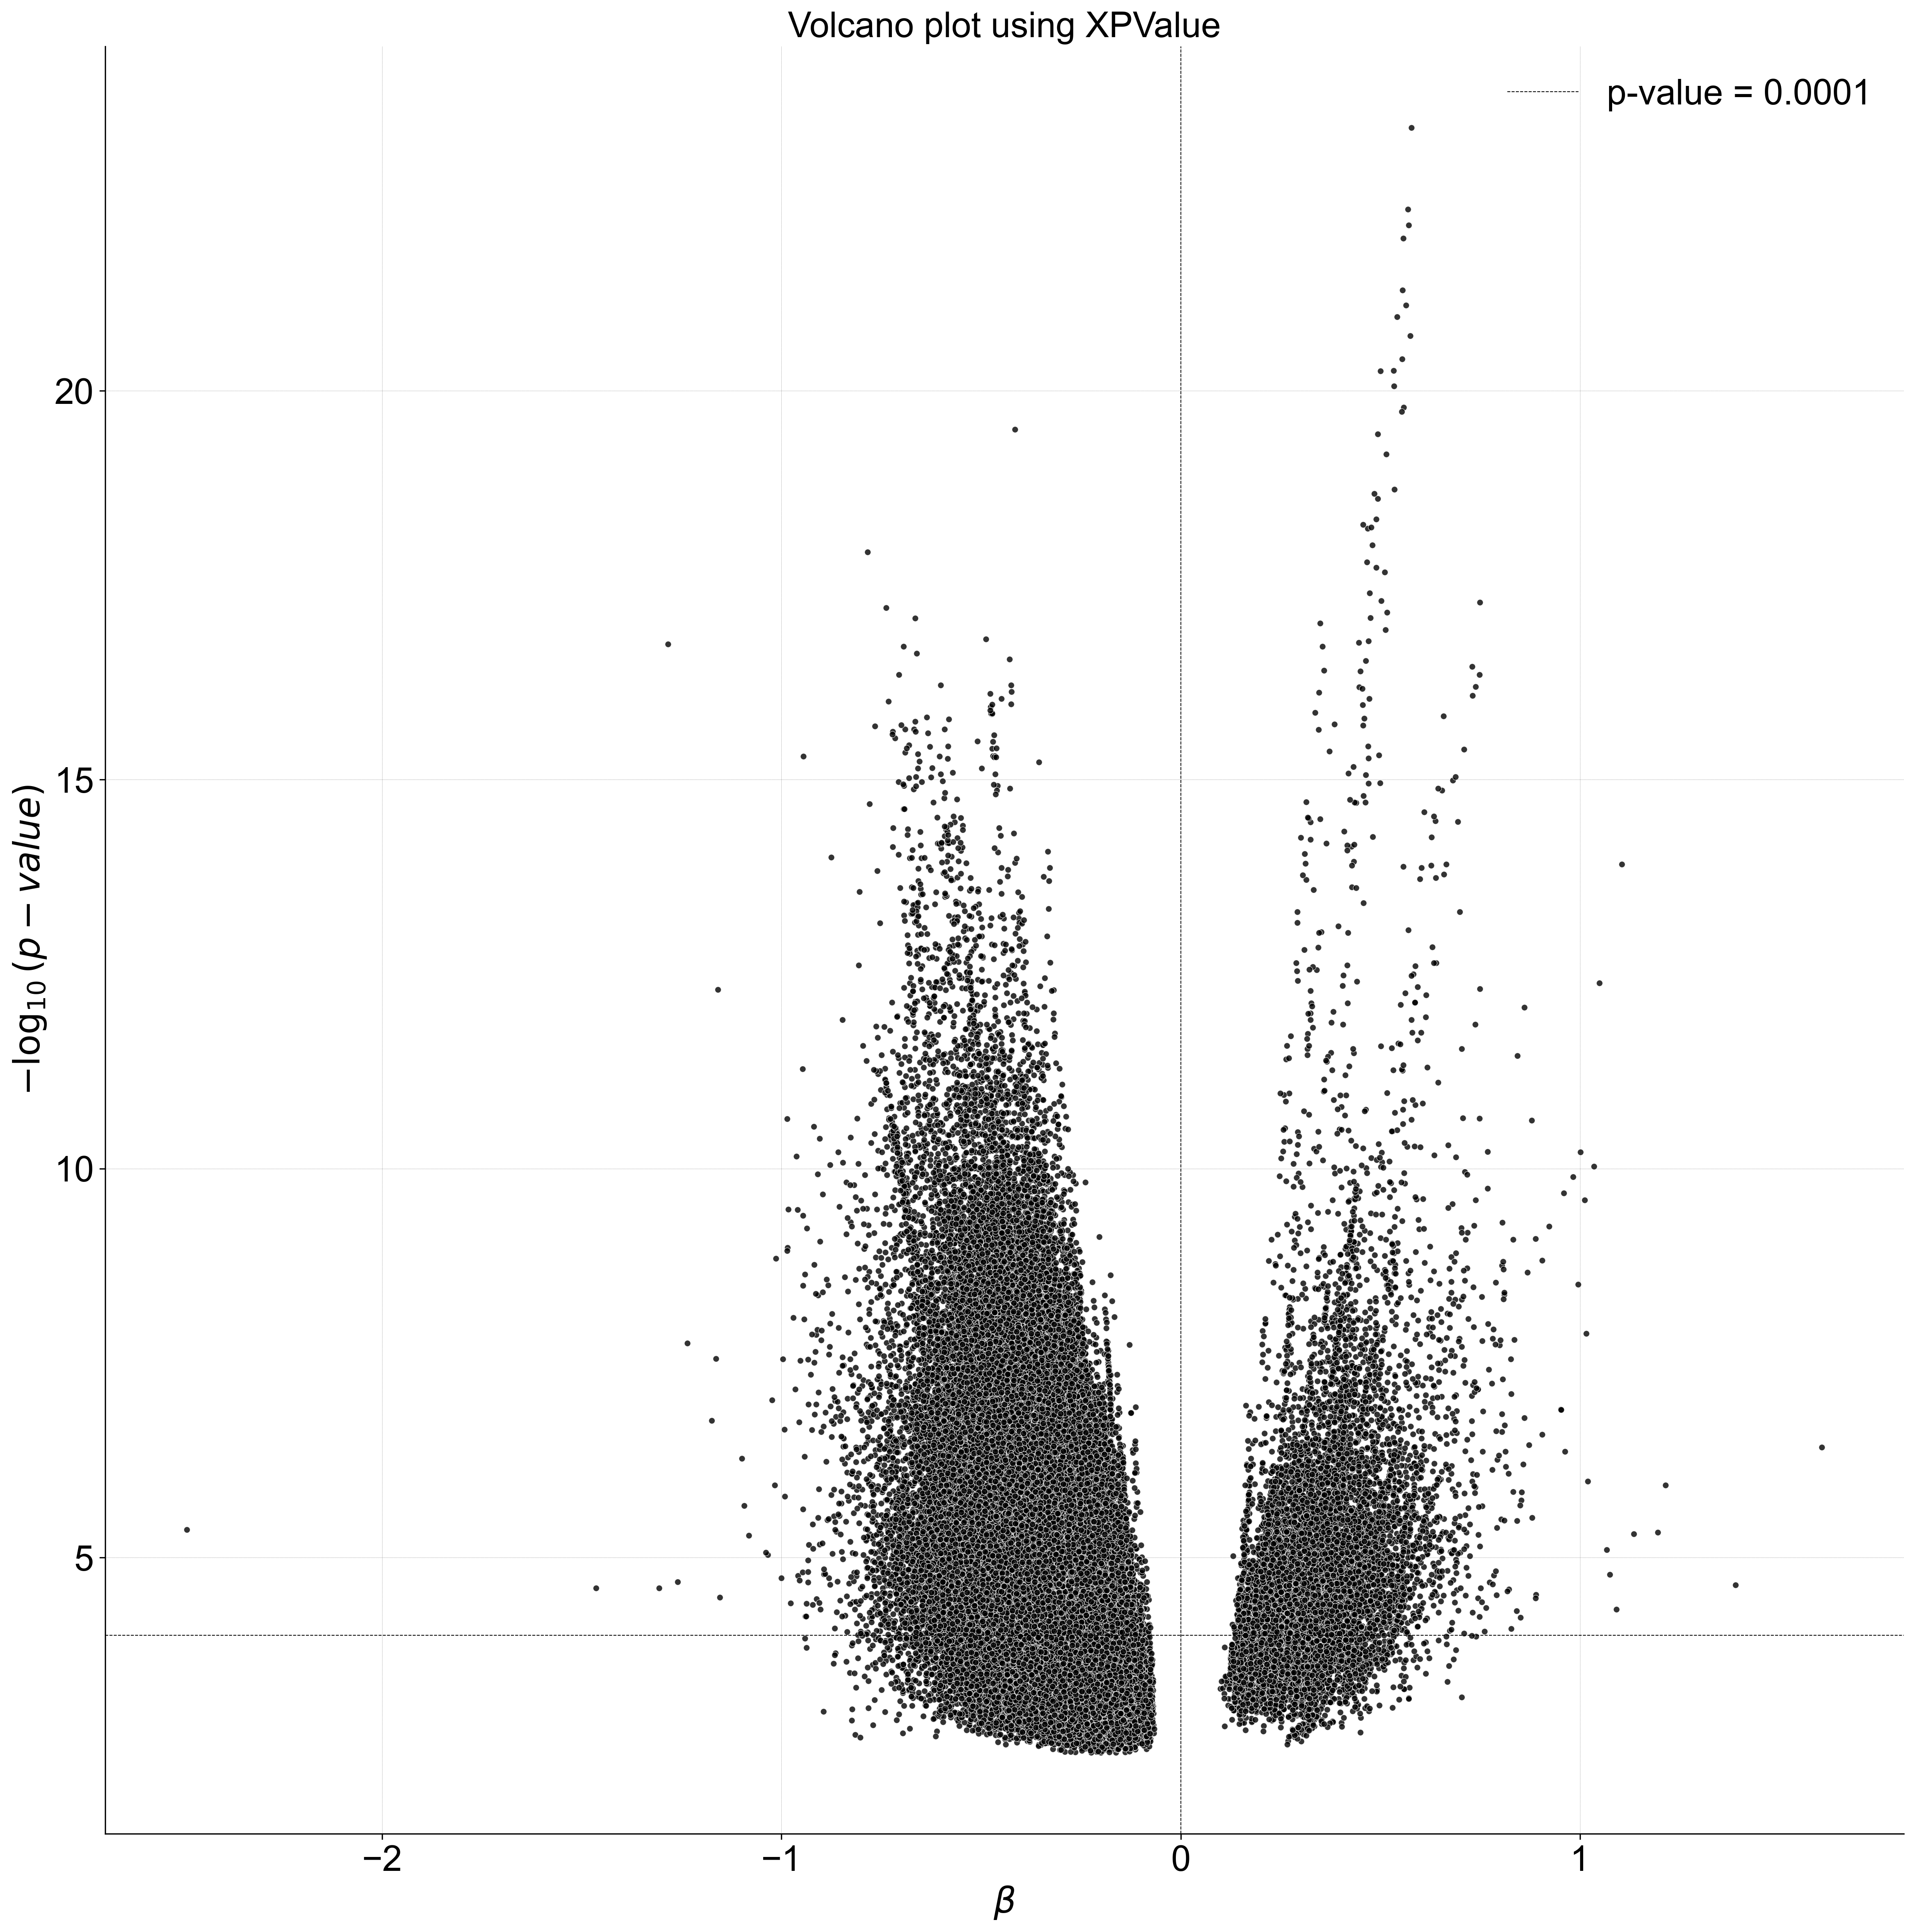 Volcano plot using XPValue
p-value = 0.0001
−log₁₀ (p − value)
20
15
10
5
−2
−1
0
1
β